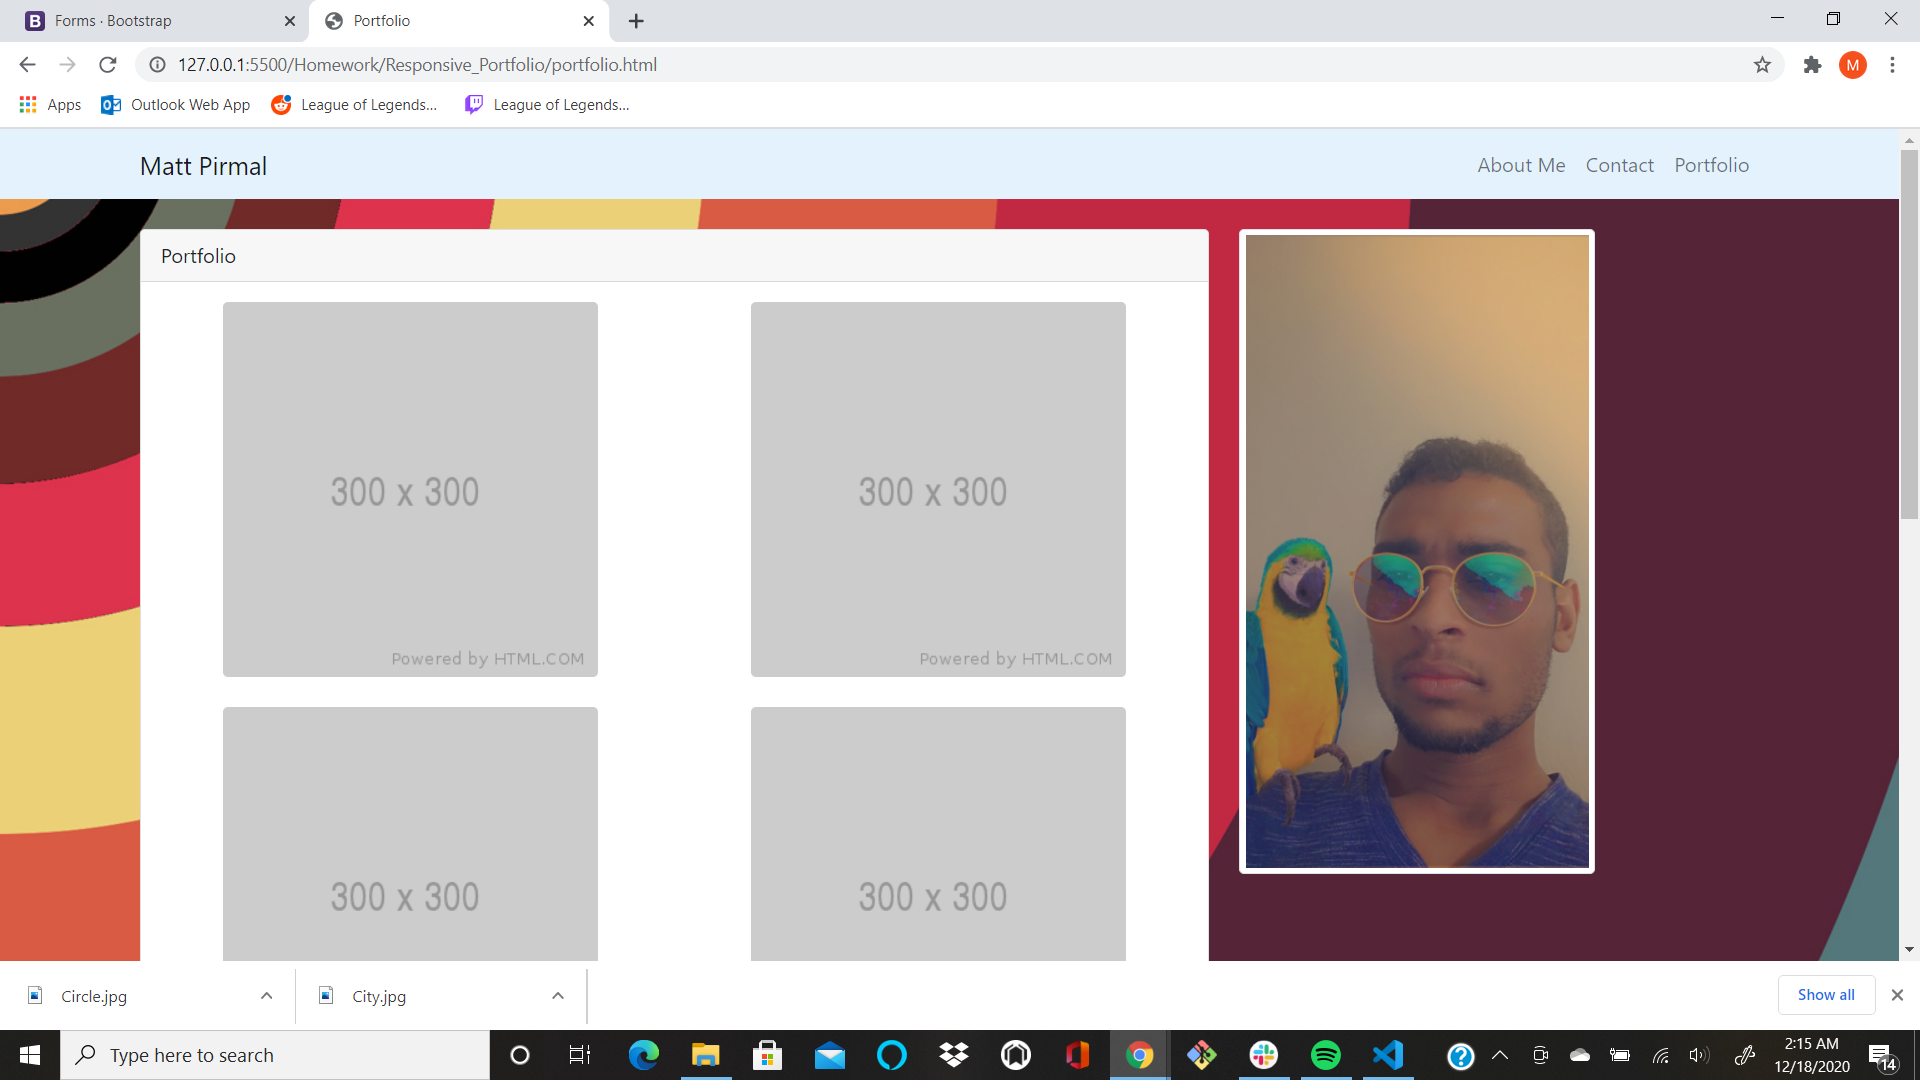 Forms · Bootstrap
Portfolio
127.0.0.1:5500/Homework/Responsive_Portfolio/portfolio.html
M
Apps
Outlook Web App
League of Legends...
League of Legends...
Matt Pirmal
About Me
Contact
Portfolio
Portfolio
300 x 300
Powered by HTML.COM
300 x 300
Powered by HTML.COM
300 x 300
300 x 300
Circle.jpg
City.jpg
Show all
Type here to search
2:15 AM
12/18/2020
14